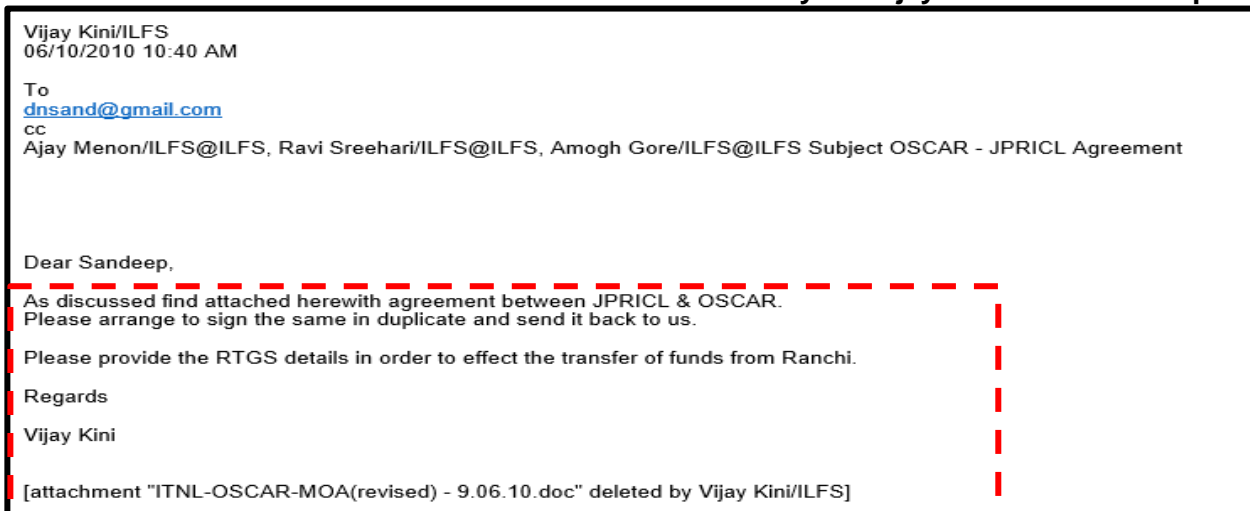 Vijay Kini/ILFS
06/10/2010 10:40 AM
To
dnsand@gmail.com
cc
Ajay Menon/ILFS@ILFS, Ravi Sreehari/ILFS@ILFS, Amogh Gore/ILFS@ILFS Subject OSCAR - JPRICL Agreement
Dear Sandeep,
As discussed find attached herewith agreement between JPRICL & OSCAR.
Please arrange to sign the same in duplicate and send it back to us.
Please provide the RTGS details in order to effect the transfer of funds from Ranchi.
Regards
Vijay Kini
[attachment "ITNL-OSCAR-MOA(revised) - 9.06.10.doc" deleted by Vijay Kini/ILFS]